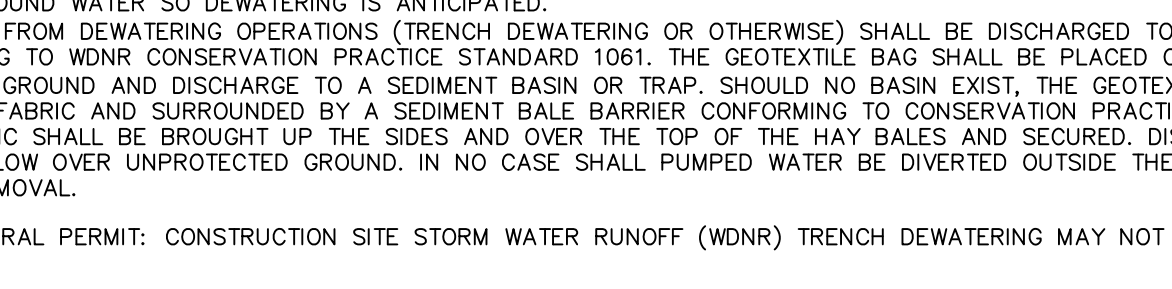 OUND WATER SO DEWATERING IS ANTICIPATED.
FROM DEWATERING OPERATIONS (TRENCH DEWATERING OR OTHERWISE) SHALL BE DISCHARGED TO
G TO WDNR CONSERVATION PRACTICE STANDARD 1061. THE GEOTEXTILE BAG SHALL BE PLACED
GROUND AND DISCHARGE TO A SEDIMENT BASIN OR TRAP. SHOULD NO BASIN EXIST, THE GEOTEX
FABRIC AND SURROUNDED BY A SEDIMENT BALE BARRIER CONFORMING TO CONSERVATION PRACTI
IC SHALL BE BROUGHT UP THE SIDES AND OVER THE TOP OF THE HAY BALES AND SECURED. DIS
LOW OVER UNPROTECTED GROUND. IN NO CASE SHALL PUMPED WATER BE DIVERTED OUTSIDE THE
MOVAL.
RAL PERMIT: CONSTRUCTION SITE STORM WATER RUNOFF (WDNR) TRENCH DEWATERING MAY NOT